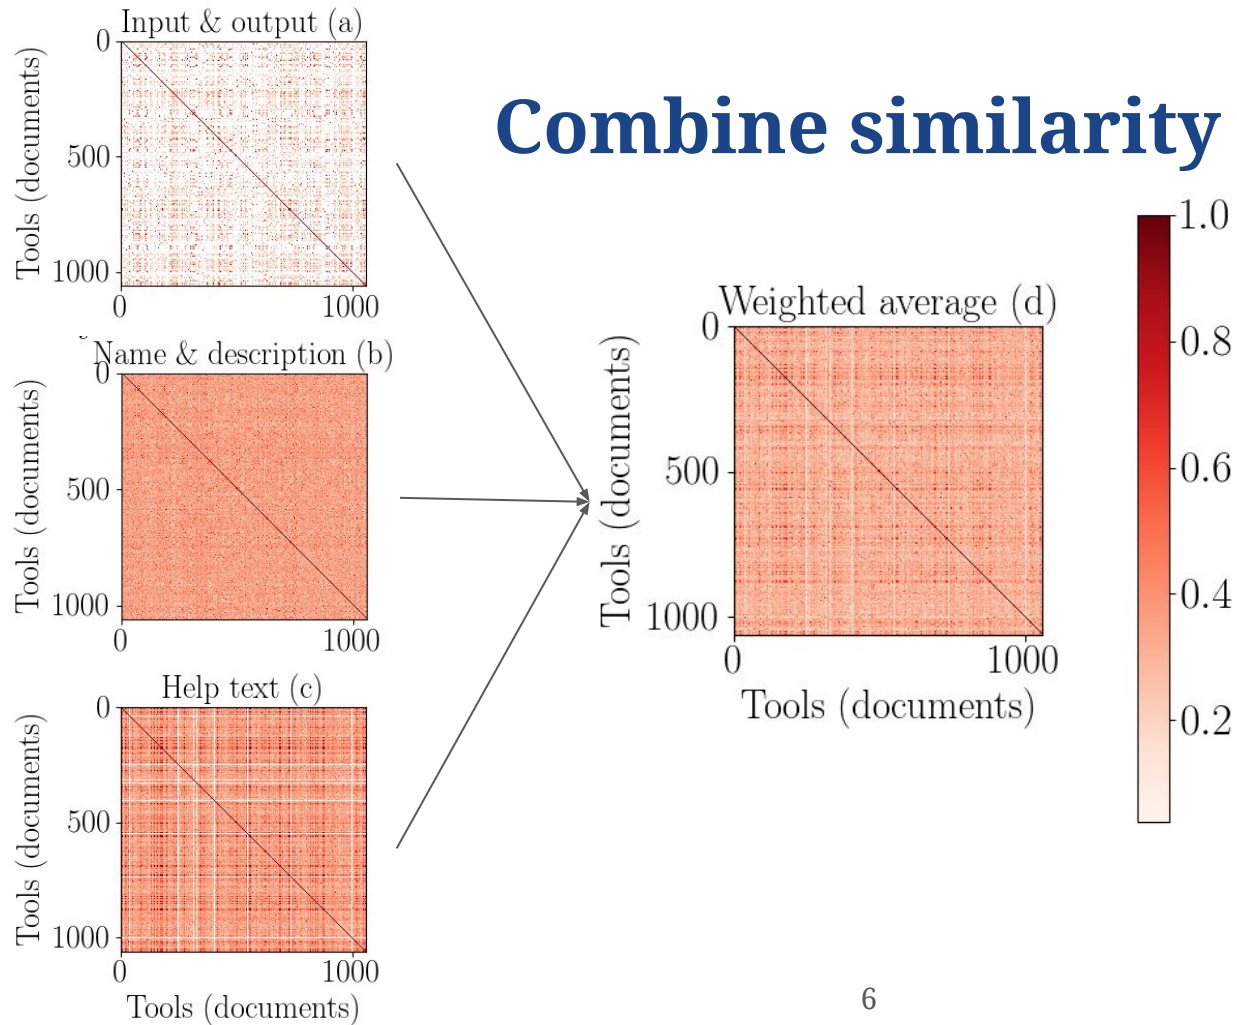 Combine similarity
Input & output (a)
Tools (documents)
0
500
1000
0
1000
Name & description (b)
Tools (documents)
0
500
1000
0
1000
Help text (c)
Tools (documents)
0
500
1000
0
1000
Tools (documents)
Weighted average (d)
Tools (documents)
0
500
1000
0
1000
Tools (documents)
1.0
0.8
0.6
0.4
0.2
6